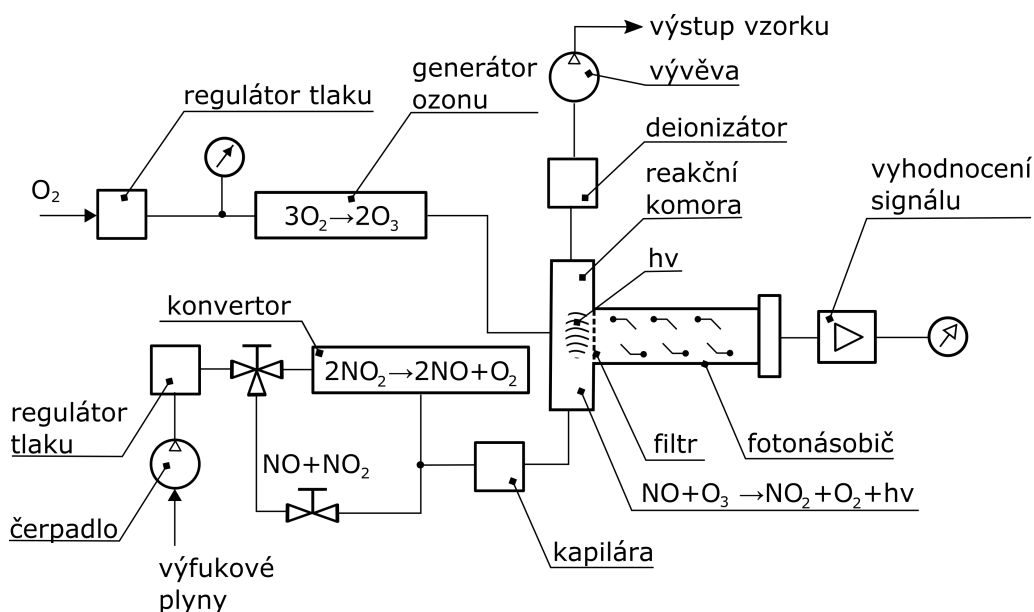 výstup vzorku
vývěva
generátor
ozonu
regulátor tlaku
deionizátor
reakční
komora
vyhodnocení
signálu
O₂
3O₂→2O₃
hv
konvertor
2NO₂→2NO+O₂
regulátor
tlaku
NO+NO₂
filtr
fotonásobič
NO+O₃ →NO₂+O₂+hv
čerpadlo
kapilára
výfukové
plyny